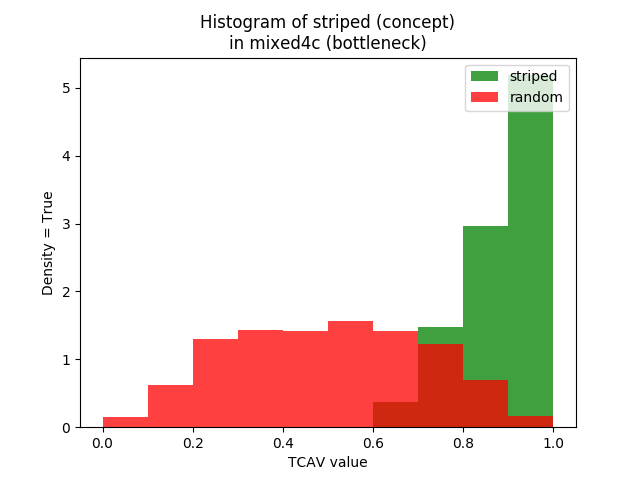 Histogram of striped (concept)
in mixed4c (bottleneck)
striped
random
Density = True
5
4
3
2
1
0
0.0 0.2 0.4 0.6 0.8 1.0
TCAV value